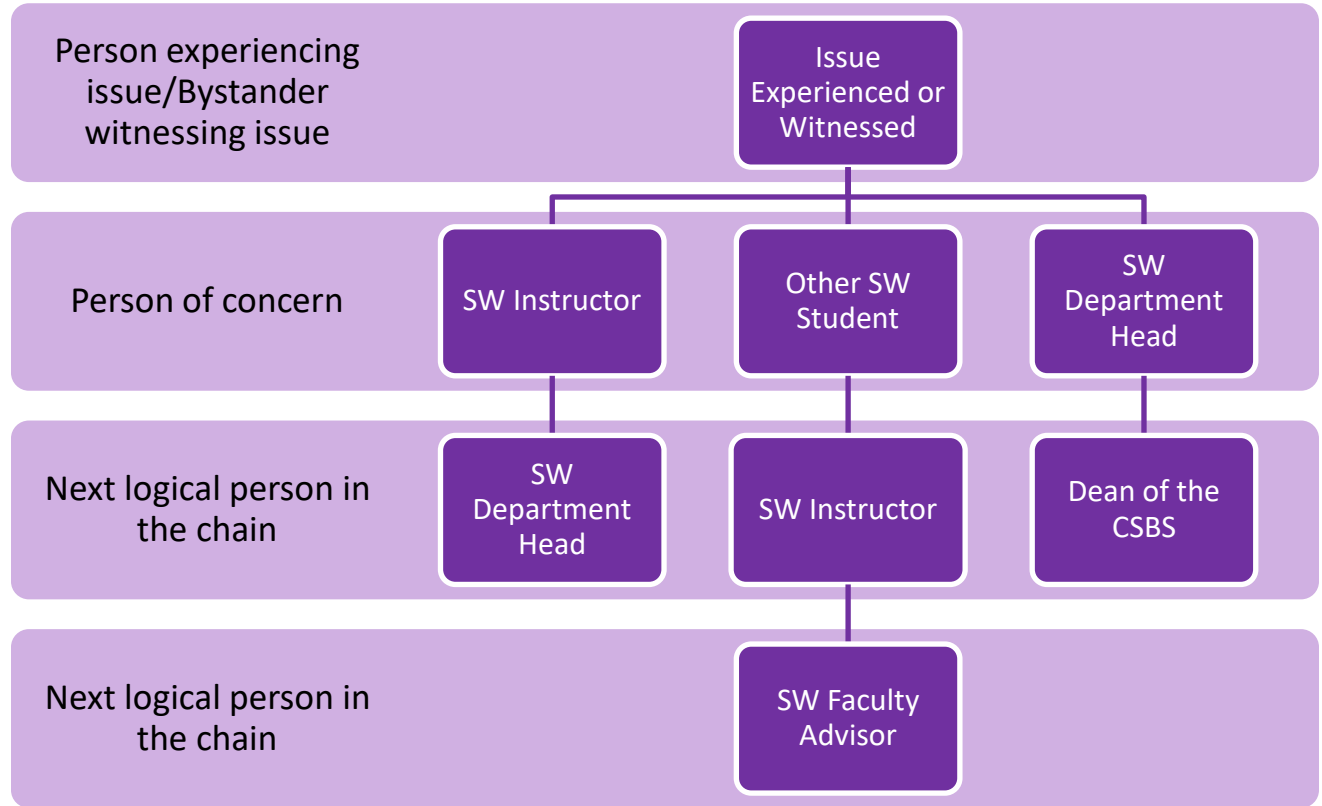 Person experiencing
issue/Bystander
witnessing issue
Issue
Experienced or
Witnessed
Person of concern
SW Instructor
Other SW
Student
SW
Department
Head
Next logical person in
the chain
SW
Department
Head
SW Instructor
Dean of the
CSBS
Next logical person in
the chain
SW Faculty
Advisor